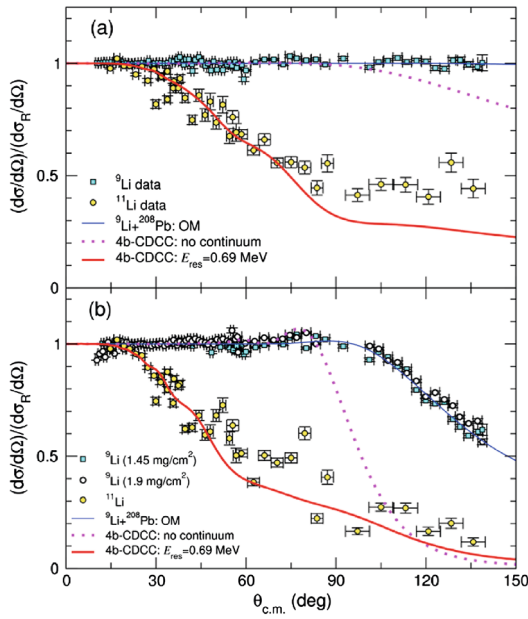 (a)
(dσ/dΩ)/(dσ_R/dΩ)
1
0.5
0
⁹Li data
¹¹Li data
⁹Li+²⁰⁸Pb: OM
4b-CDCC: no continuum
4b-CDCC: E_res=0.69 MeV
(b)
(dσ/dΩ)/(dσ_R/dΩ)
1
0.5
0
⁹Li (1.45 mg/cm²)
⁹Li (1.9 mg/cm²)
¹¹Li
⁹Li+²⁰⁸Pb: OM
4b-CDCC: no continuum
4b-CDCC: E_res=0.69 MeV
0 30 60 90 120 150
θ_c.m. (deg)